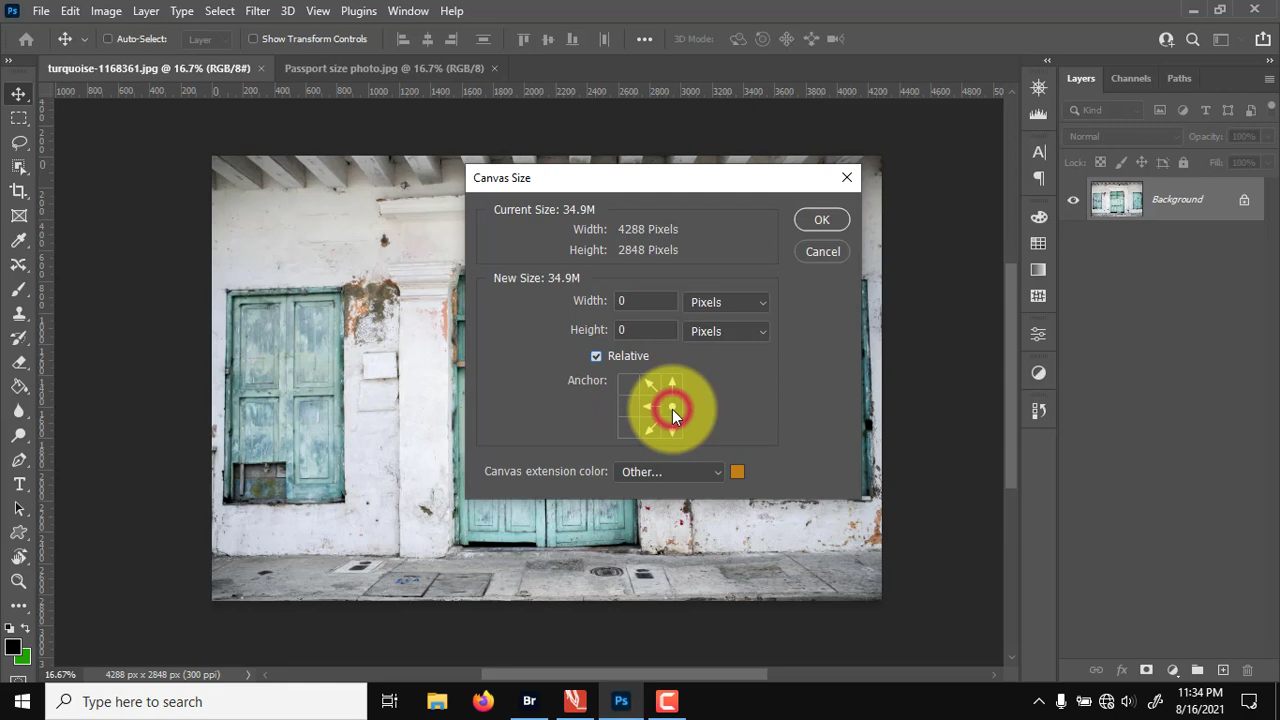 Ps File Edit Image Layer Type Select Filter 3D View Plugins Window Help
Auto-Select: Layer Show Transform Controls 3D Mode:
turquoise-1168361.jpg @ 16.7% (RGB/8#) Passport size photo.jpg @ 16.7% (RGB/8)
1000 800 600 400 200 0 200 400 600 800 1000 1200 1400 1600 1800 2000 2200 2400 2600 2800 3000 3200 3400 3600 3800 4000 4200 4400 4600 4800
Layers Channels Paths
Kind
Normal Opacity: 100%
Lock: Fill: 100%
Background
Canvas Size
Current Size: 34.9M
Width: 4288 Pixels
Height: 2848 Pixels
OK
Cancel
New Size: 34.9M
Width: 0 Pixels
Height: 0 Pixels
Relative
Anchor:
Canvas extension color: Other...
16.67% 4288 px x 2848 px (300 ppi)
Type here to search
Br Ps
11:34 PM
8/16/2021